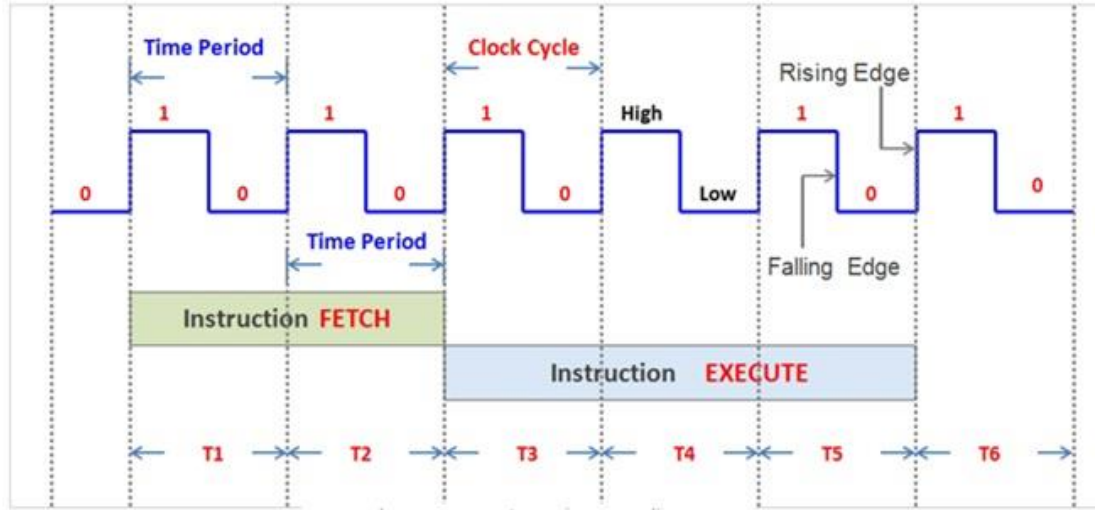 Time Period
Clock Cycle
Rising Edge
1 1 1 High 1 1
0 0 0 0 Low 0 0
Time Period
Falling Edge
Instruction FETCH
Instruction EXECUTE
T1 T2 T3 T4 T5 T6